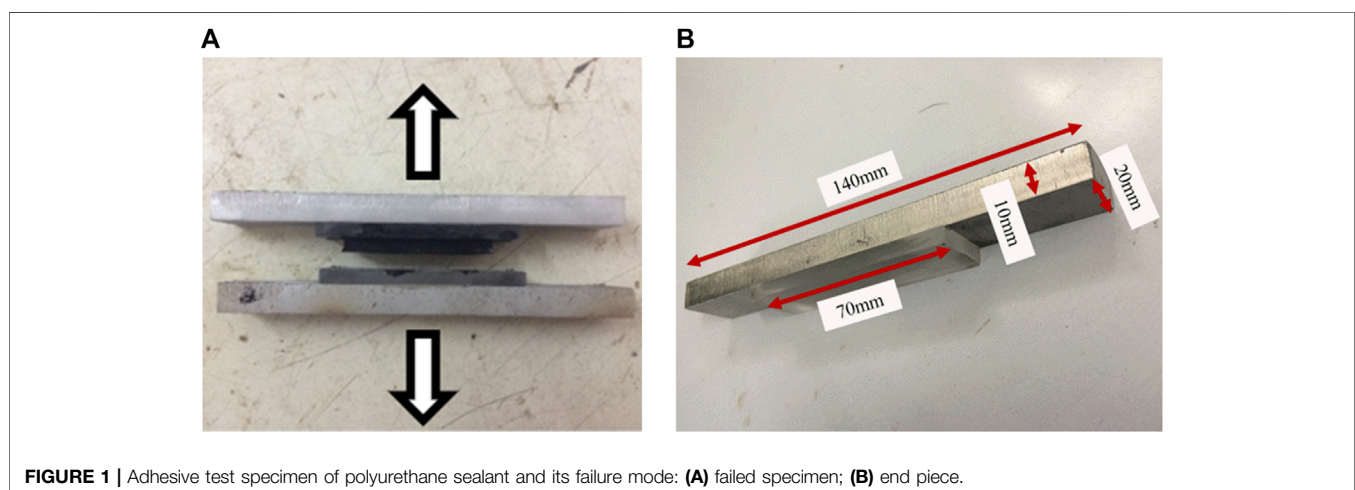 A
B
140mm
10mm
20mm
70mm
FIGURE 1 | Adhesive test specimen of polyurethane sealant and its failure mode: (A) failed specimen; (B) end piece.